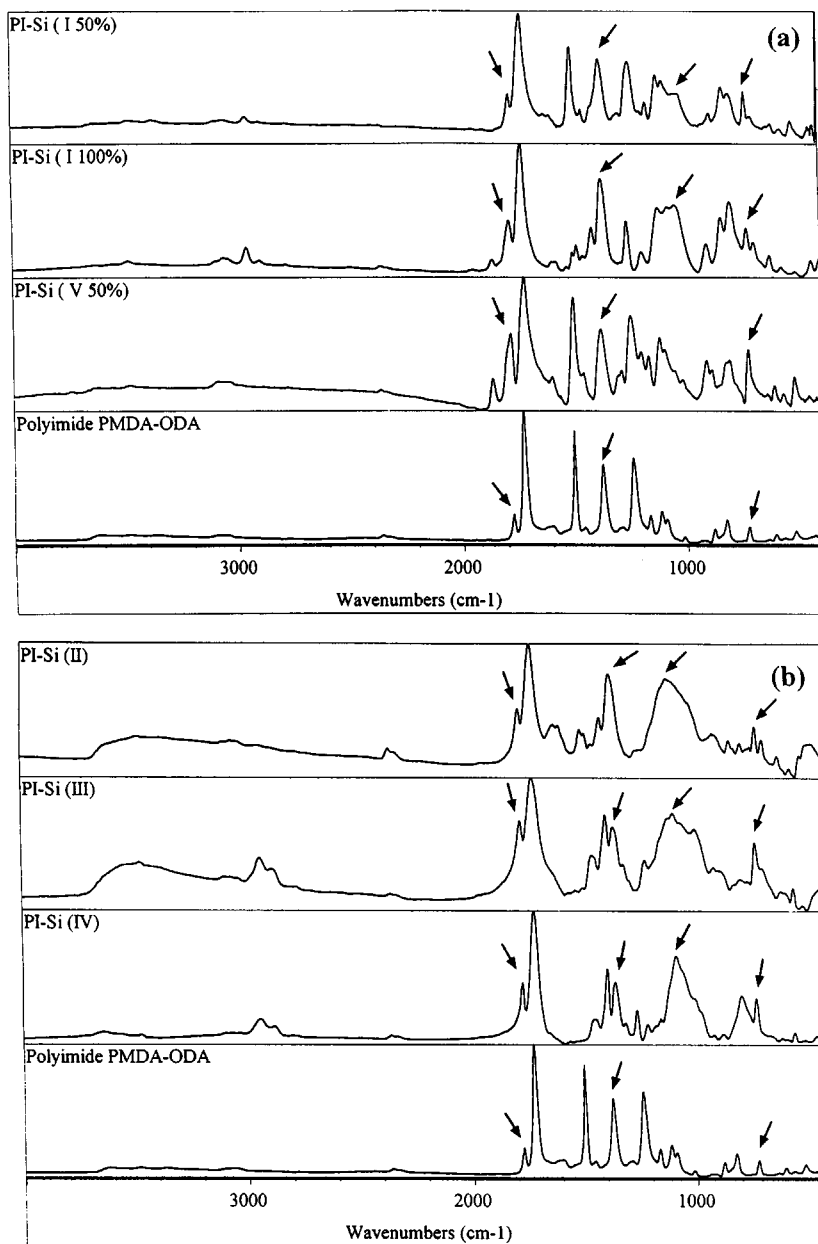 PI-Si ( I 50%)
(a)
PI-Si ( I 100%)
PI-Si ( V 50%)
Polyimide PMDA-ODA
3000 2000 1000
Wavenumbers (cm-1)
PI-Si (II)
(b)
PI-Si (III)
PI-Si (IV)
Polyimide PMDA-ODA
3000 2000 1000
Wavenumbers (cm-1)